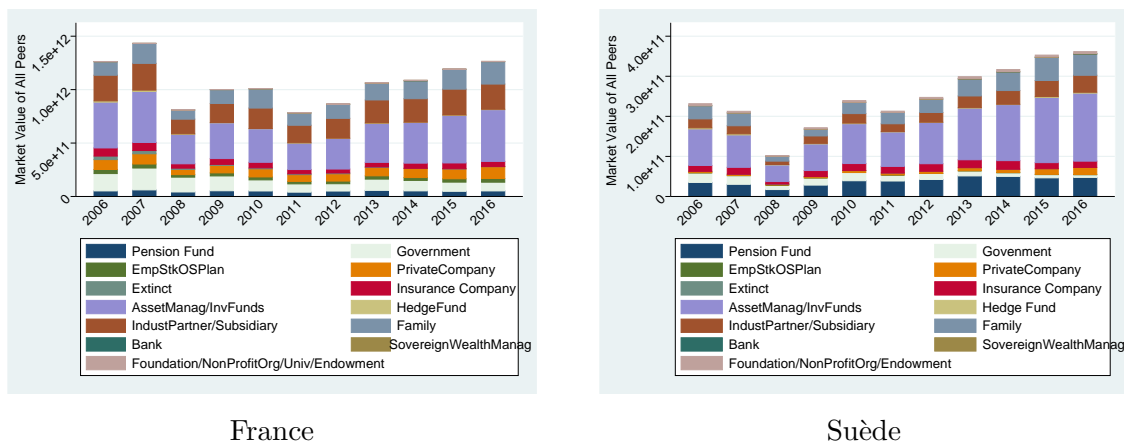 Market Value of All Peers
1.5e+12
1.0e+12
5.0e+11
0
2006 2007 2008 2009 2010 2011 2012 2013 2014 2015 2016
Pension Fund Government
EmpStkOSPlan PrivateCompany
Extinct Insurance Company
AssetManag/InvFunds HedgeFund
IndustPartner/Subsidiary Family
Bank SovereignWealthManag
Foundation/NonProfitOrg/Univ/Endowment
France
Market Value of All Peers
4.0e+11
3.0e+11
2.0e+11
1.0e+11
0
2006 2007 2008 2009 2010 2011 2012 2013 2014 2015 2016
Pension Fund Government
EmpStkOSPlan PrivateCompany
Extinct Insurance Company
AssetManag/InvFunds Hedge Fund
IndustPartner/Subsidiary Family
Bank SovereignWealthManag
Foundation/NonProfitOrg/Endowment
Suède